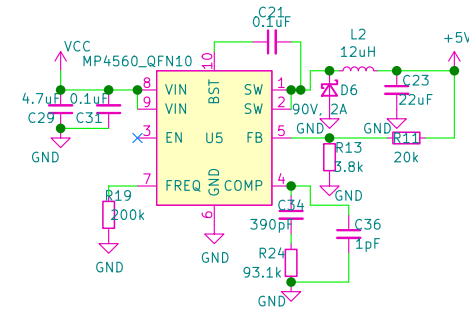 C21
0.1uF
VCC
MP4560_QFN10
L2
12uH
+5V
10
BST
8
VIN
SW
1
9
VIN
SW
2
4.7uF
0.1uF
C29
C31
D6
90V, 2A
C23
22uF
3
EN
U5
FB
5
GND
GND
R11
20k
GND
R13
3.8k
7
FREQ
GND
COMP
4
GND
R19
200k
6
C34
390pF
C36
1pF
GND
GND
R24
93.1k
GND